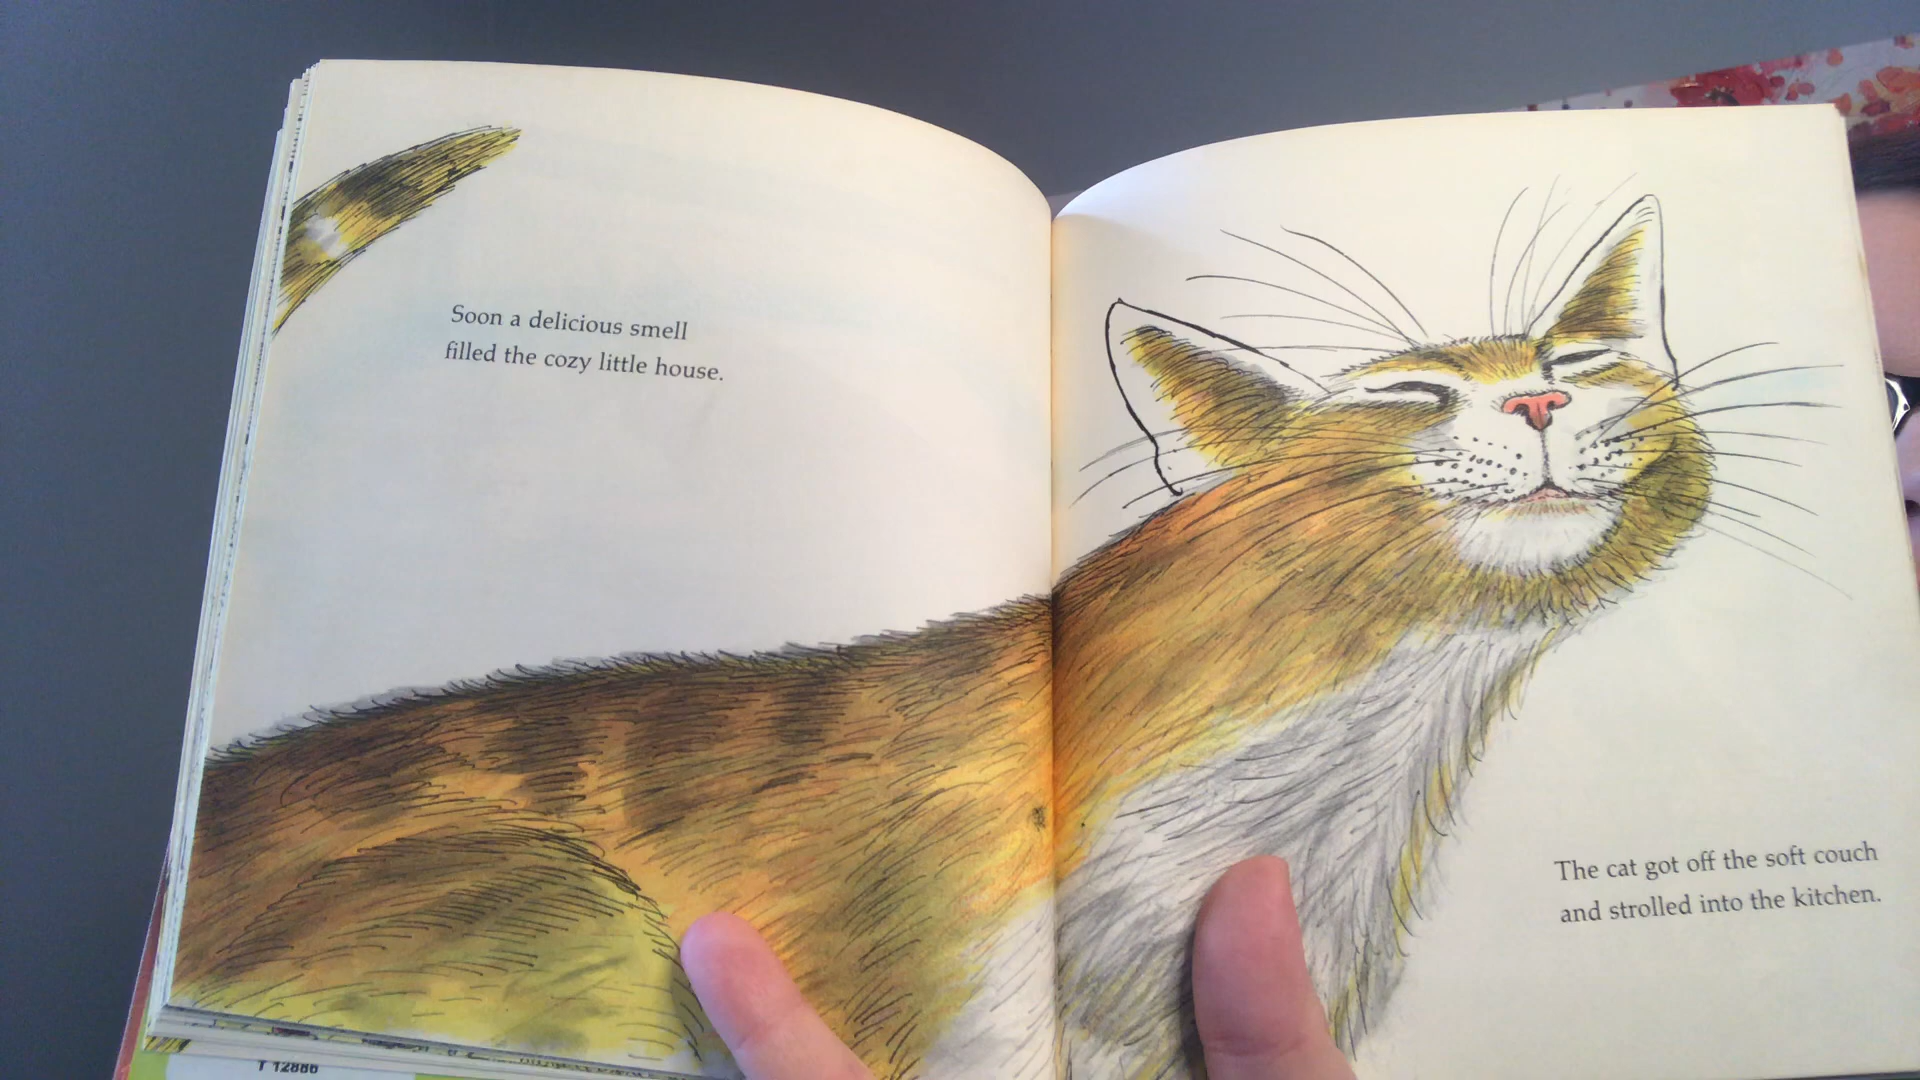 Soon a delicious smell
filled the cozy little house.
The cat got off the soft couch
and strolled into the kitchen.
T 12886